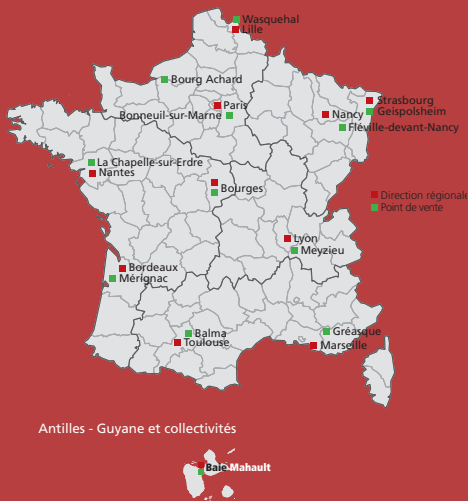 Wasquehal
Lille
Bourg Achard
Paris
Bonneuil-sur-Marne
Strasbourg
Geispolsheim
Nancy
Fléville-devant-Nancy
La Chapelle-sur-Erdre
Nantes
Bourges
Direction régionale
Point de vente
Lyon
Meyzieu
Bordeaux
Mérignac
Balma
Toulouse
Gréasque
Marseille
Antilles - Guyane et collectivités
Baie-Mahault